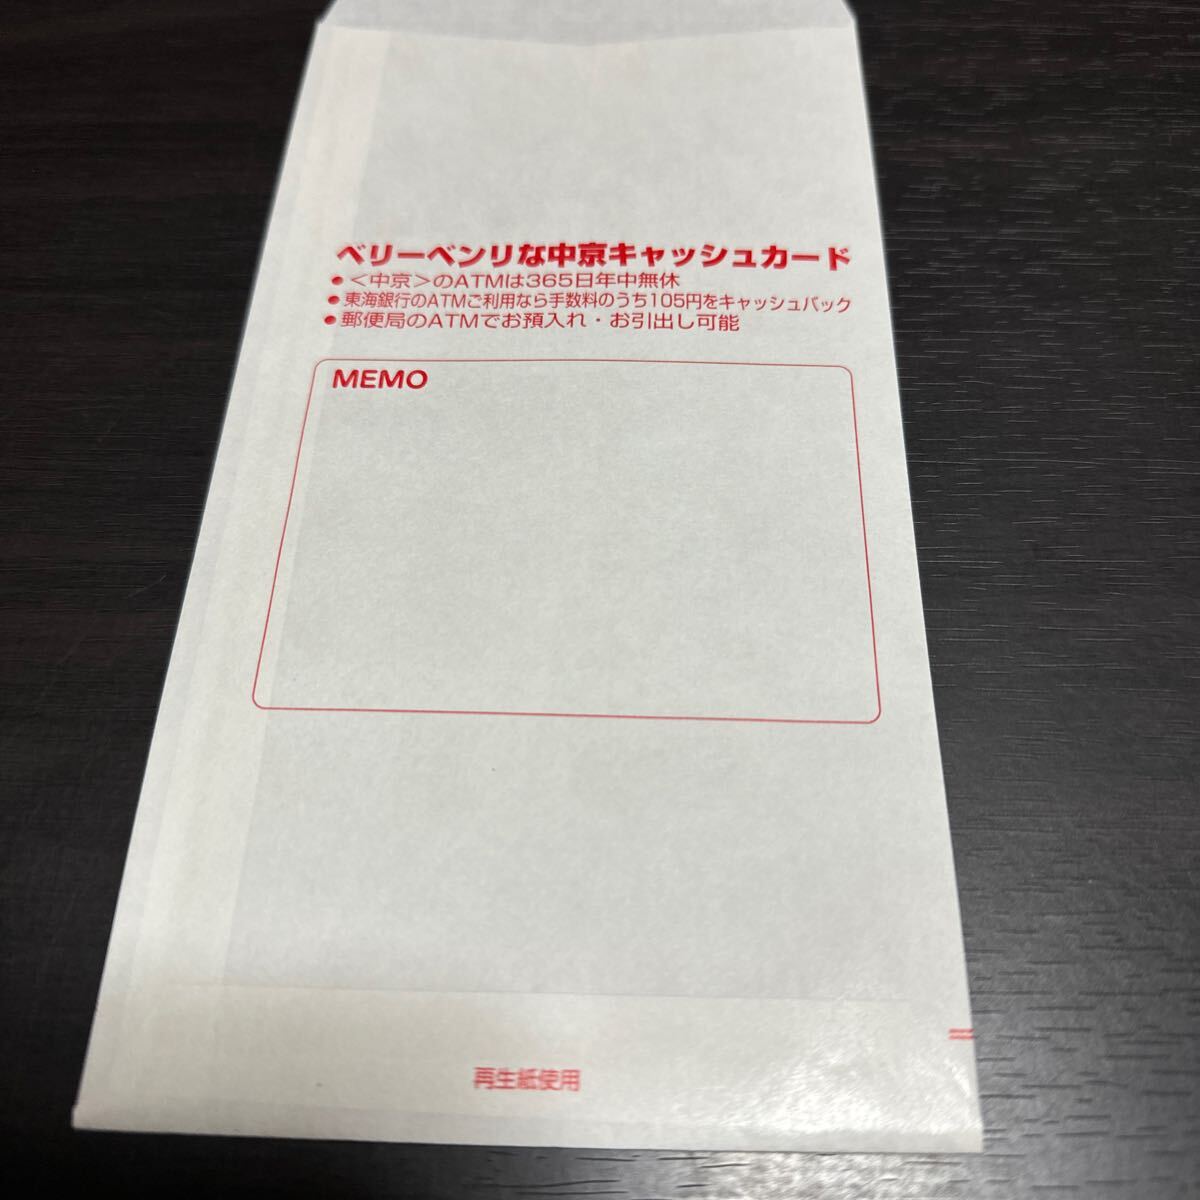 ベリーベンリな中京キャッシュカード
●＜中京＞のATMは365日年中無休
●東海銀行のATMご利用なら手数料のうち105円をキャッシュバック
●郵便局のATMでお預入れ・お引出し可能
MEMO
再生紙使用